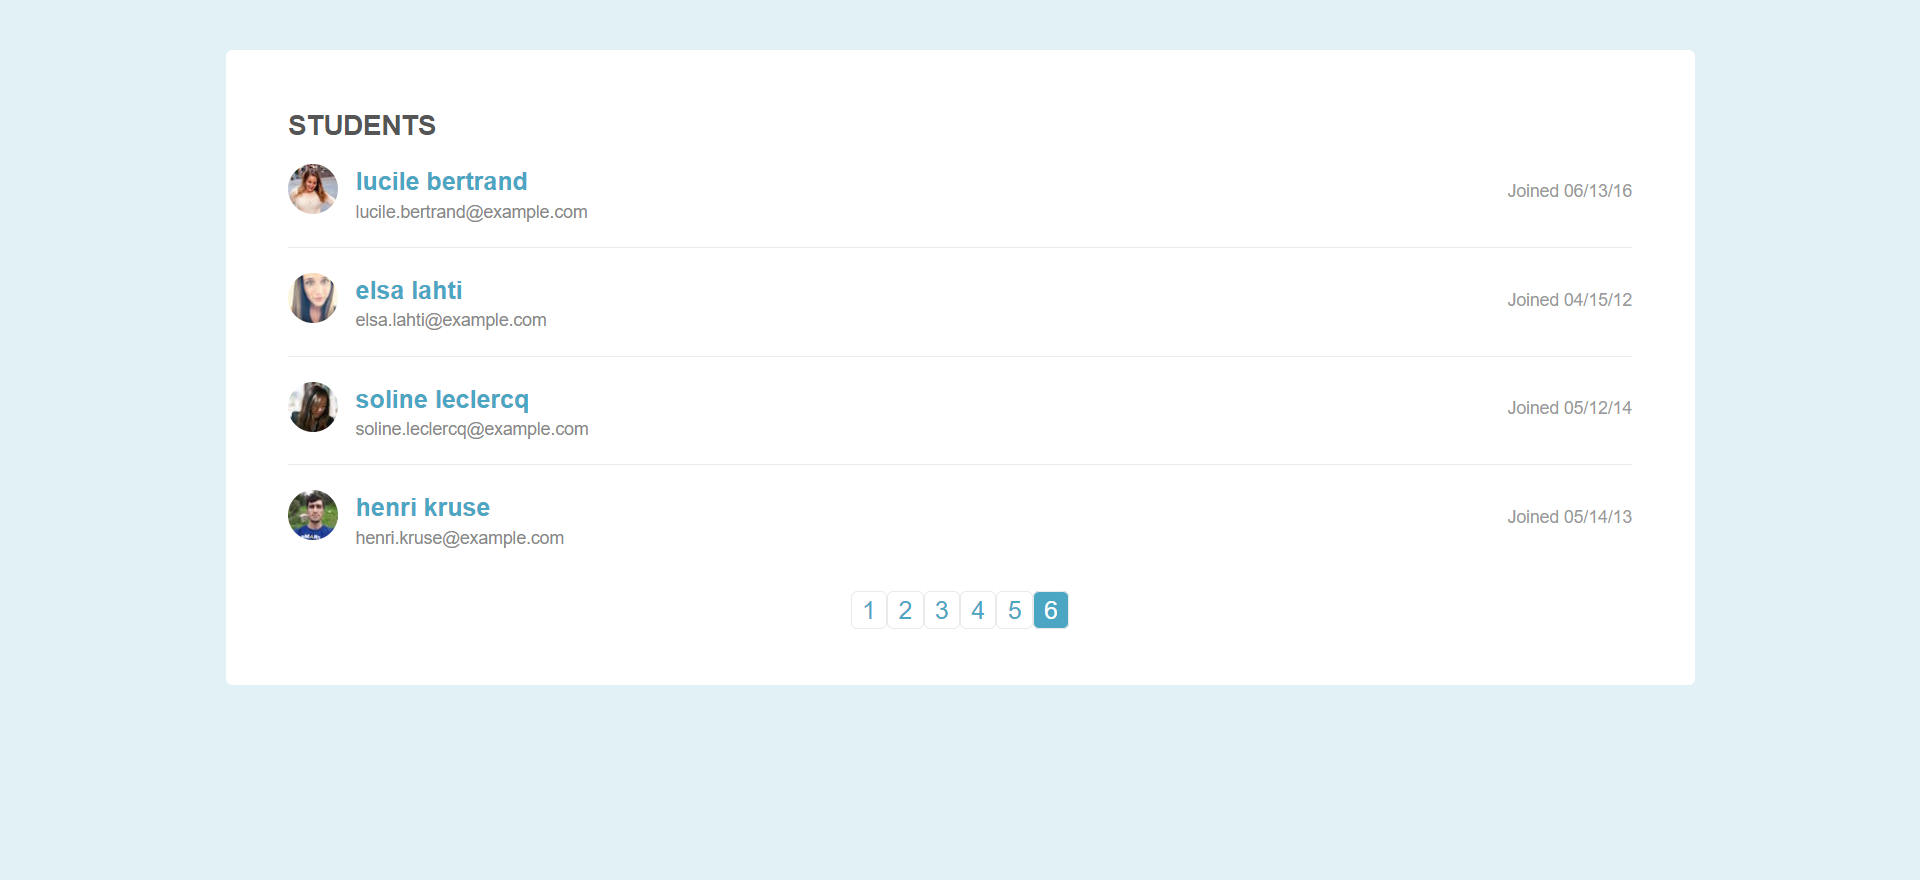 STUDENTS
lucile bertrand
lucile.bertrand@example.com
Joined 06/13/16
elsa lahti
elsa.lahti@example.com
Joined 04/15/12
soline leclercq
soline.leclercq@example.com
Joined 05/12/14
henri kruse
henri.kruse@example.com
Joined 05/14/13
1 2 3 4 5 6